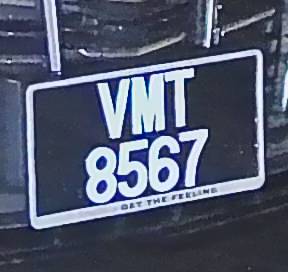 VMT
8567
GET THE FEELING